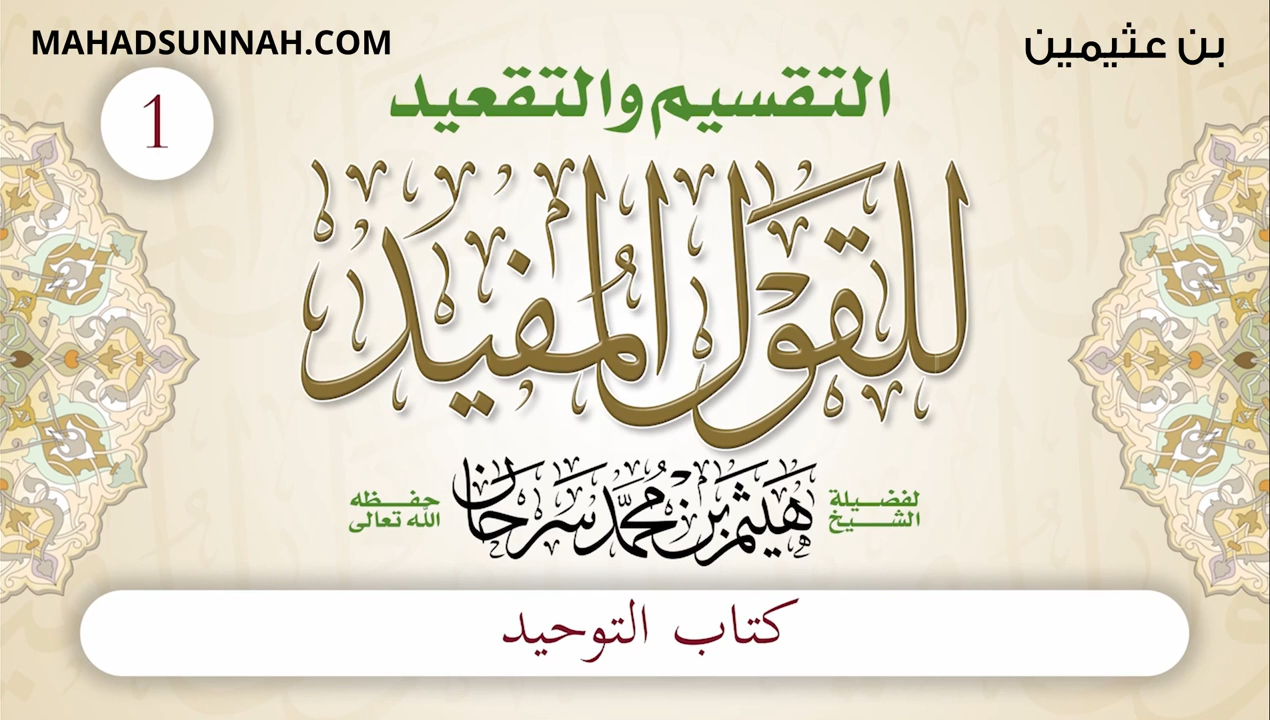 MAHADSUNNAH.COM
بن عثيمين
1
التقسيم والتقعيد
للقول المفيد
لفضيلة الشيخ
هيثم بن محمد سرحان
حفظه الله تعالى
كتاب التوحيد